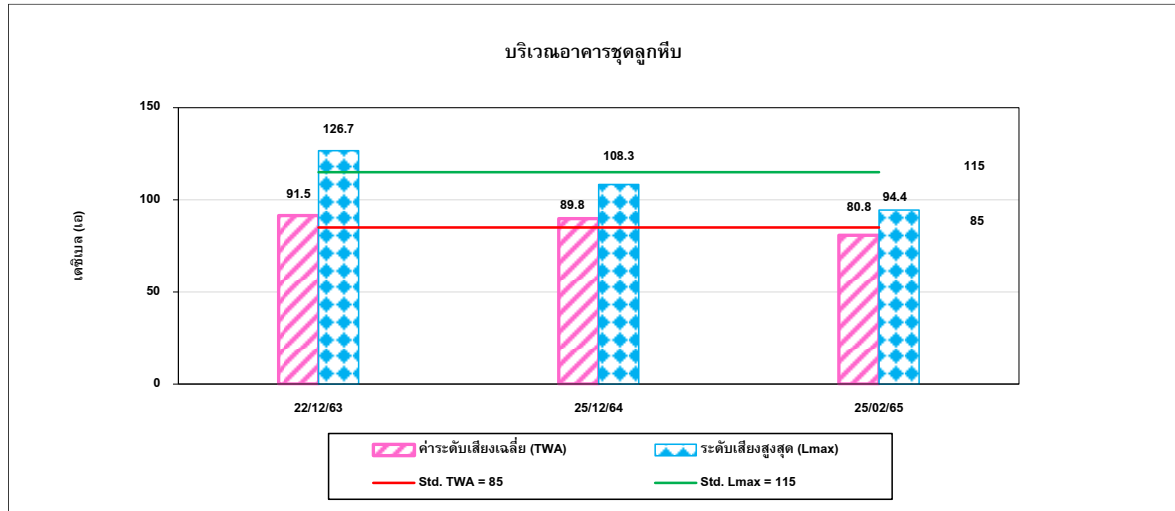 บริเวณอาคารชุดลูกหีบ
เดซิเบล (เอ)
150
100
50
0
126.7
108.3
115
91.5
89.8
80.8
94.4
85
22/12/63
25/12/64
25/02/65
ค่าระดับเสียงเฉลี่ย (TWA)
ระดับเสียงสูงสุด (Lmax)
Std. TWA = 85
Std. Lmax = 115